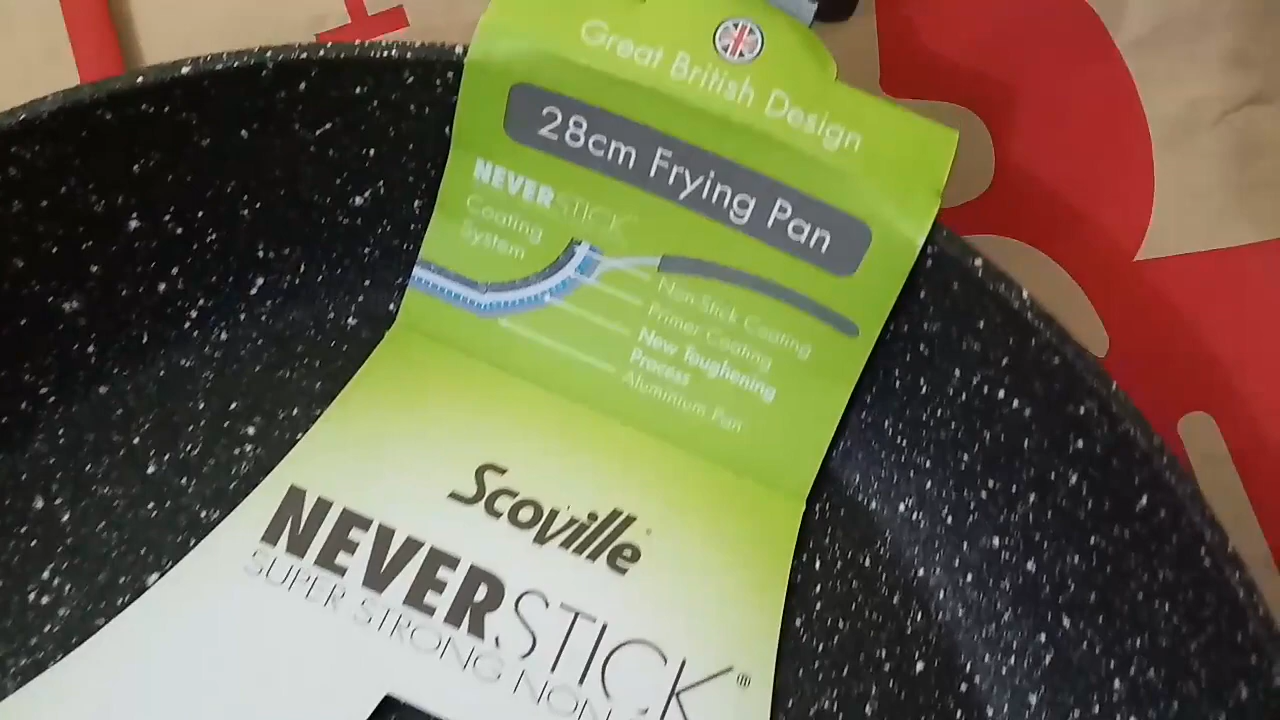 Great British Design
28cm Frying Pan
NEVERSTICK
Coating
System
Non-Stick Coating
Primer Coating
New Toughening
Process
Aluminium Pan
Scoville
NEVERSTICK®
SUPER STRONG NON